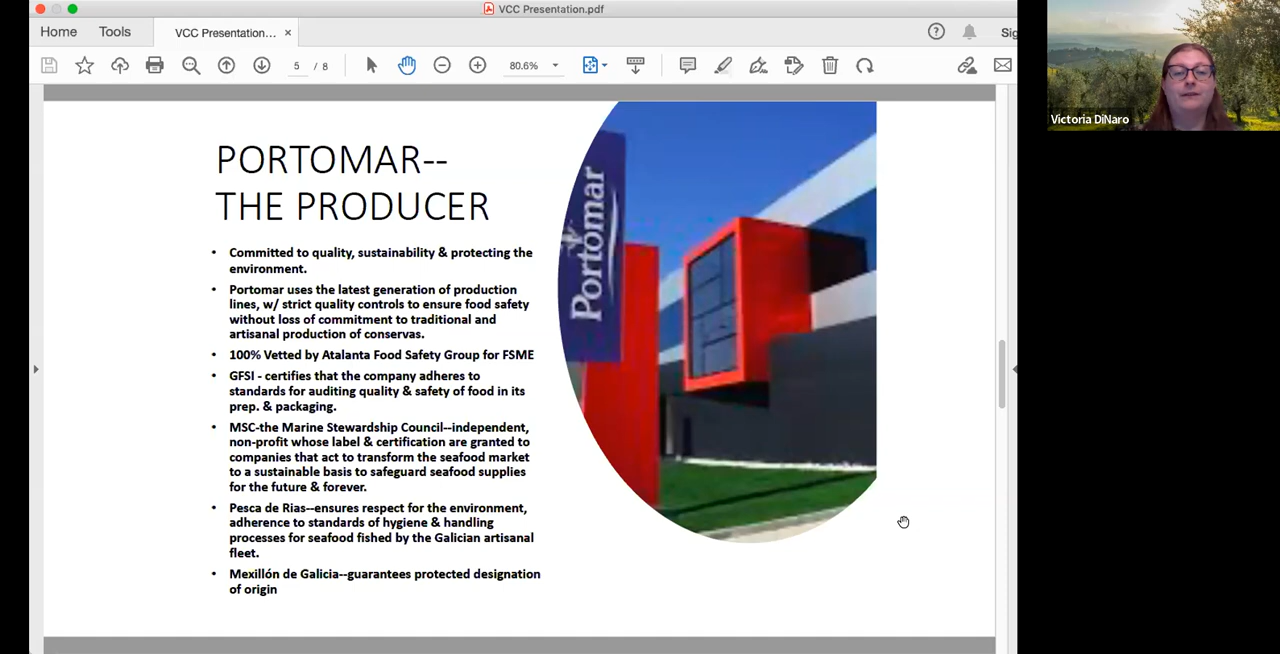 VCC Presentation.pdf
Home
Tools
VCC Presentation... ×
Sig
5 / 8
80.6%
Victoria DiNaro
PORTOMAR--
THE PRODUCER
Portomar
• Committed to quality, sustainability & protecting the
environment.
• Portomar uses the latest generation of production
lines, w/ strict quality controls to ensure food safety
without loss of commitment to traditional and
artisanal production of conservas.
• 100% Vetted by Atalanta Food Safety Group for FSME
• GFSI - certifies that the company adheres to
standards for auditing quality & safety of food in its
prep. & packaging.
• MSC-the Marine Stewardship Council--independent,
non-profit whose label & certification are granted to
companies that act to transform the seafood market
to a sustainable basis to safeguard seafood supplies
for the future & forever.
• Pesca de Rias--ensures respect for the environment,
adherence to standards of hygiene & handling
processes for seafood fished by the Galician artisanal
fleet.
• Mexillón de Galicia--guarantees protected designation
of origin